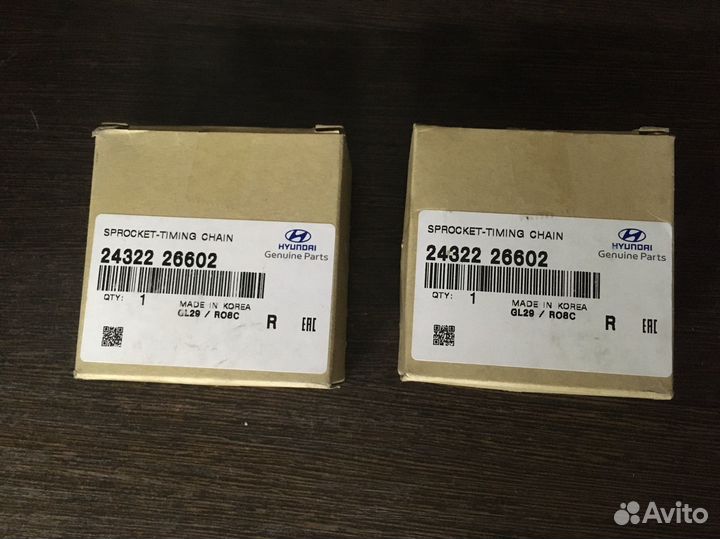 SPROCKET-TIMING CHAIN
HYUNDAI
Genuine Parts
24322 26602
QTY: 1
MADE IN KOREA
GL29 / RO8C
R
EAC
SPROCKET-TIMING CHAIN
HYUNDAI
Genuine Parts
24322 26602
QTY: 1
MADE IN KOREA
GL29 / RO8C
R
EAC
Avito